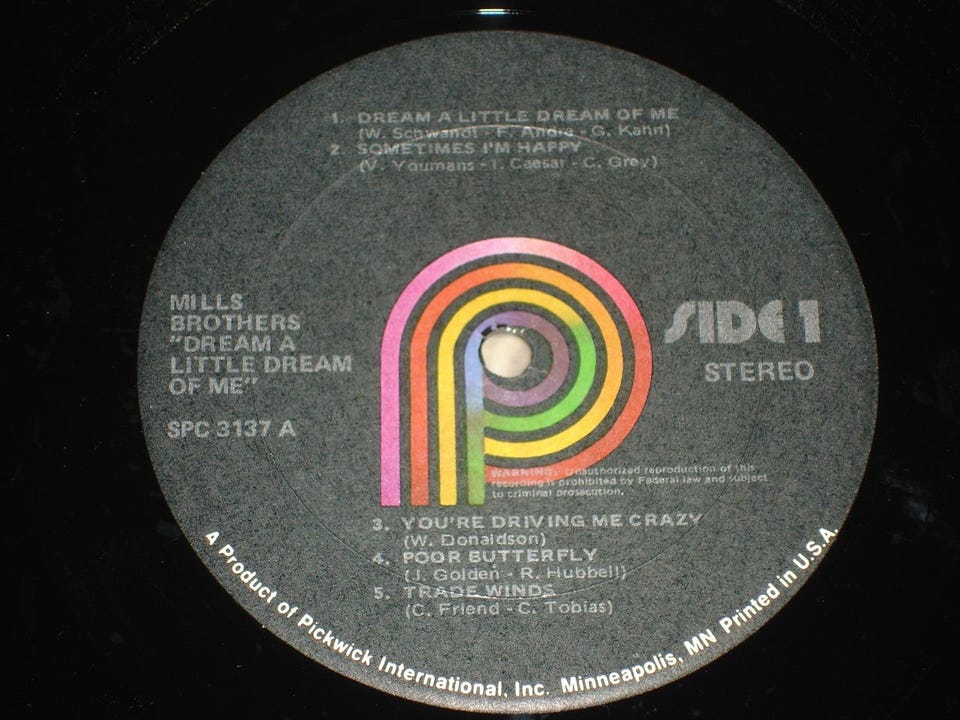 1. DREAM A LITTLE DREAM OF ME
(W. Schwandt - F. Andre - G. Kahn)
2. SOMETIMES I'M HAPPY
(V. Youmans - I. Caesar - C. Grey)
MILLS
BROTHERS
"DREAM A
LITTLE DREAM
OF ME"
SPC 3137 A
SIDE 1
STEREO
WARNING: Unauthorized reproduction of this
recording is prohibited by Federal law and subject
to criminal prosecution.
3. YOU'RE DRIVING ME CRAZY
(W. Donaldson)
4. POOR BUTTERFLY
(J. Golden - R. Hubbell)
5. TRADE WINDS
(C. Friend - C. Tobias)
A Product of Pickwick International, Inc. Minneapolis, MN Printed in U.S.A.